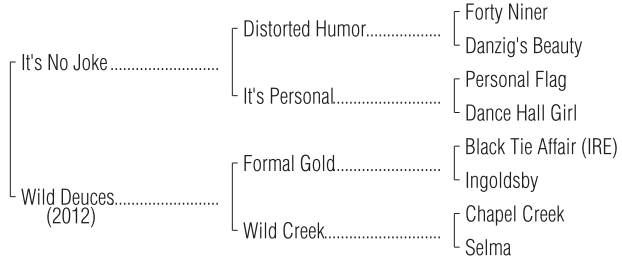 Forty Niner
Distorted Humor
Danzig's Beauty
It's No Joke
Personal Flag
It's Personal
Dance Hall Girl
Black Tie Affair (IRE)
Formal Gold
Ingoldsby
Wild Deuces
(2012)
Chapel Creek
Wild Creek
Selma